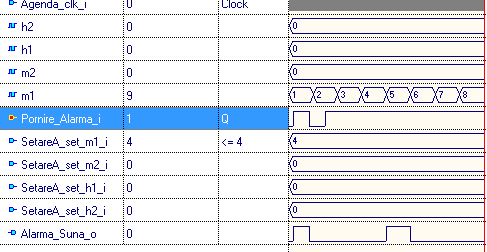 Agenda_clk_i 0 Clock
h2 0 0
h1 0 0
m2 0 0
m1 9 1 2 3 4 5 6 7 8
Pornire_Alarma_i 1 Q
SetareA_set_m1_i 4 <= 4 4
SetareA_set_m2_i 0 0
SetareA_set_h1_i 0 0
SetareA_set_h2_i 0 0
Alarma_Suna_o 0